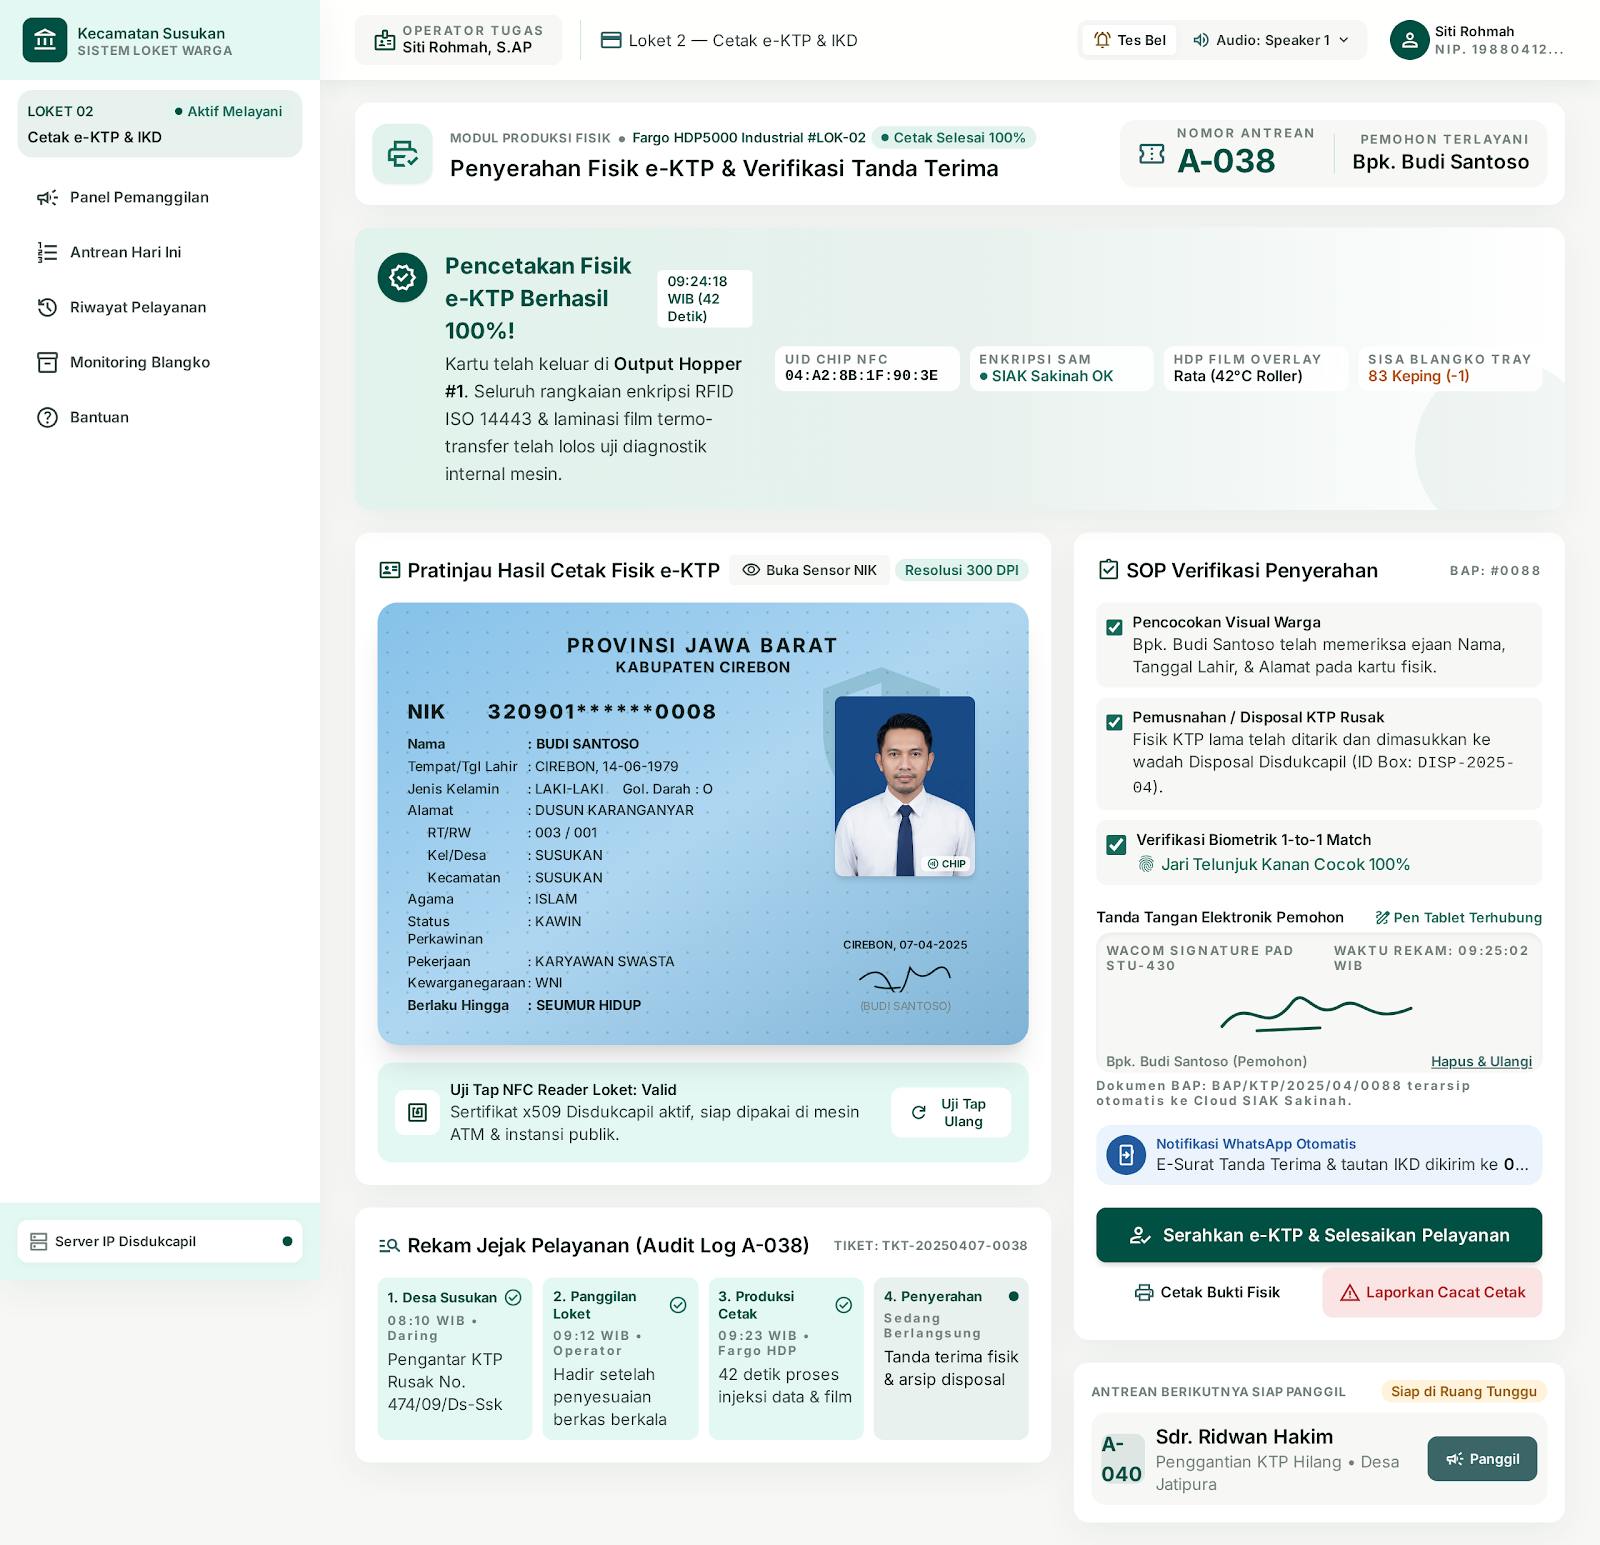 Kecamatan Susukan
SISTEM LOKET WARGA
OPERATOR TUGAS
Siti Rohmah, S.AP
Loket 2 — Cetak e-KTP & IKD
Tes Bel
Audio: Speaker 1
Siti Rohmah
NIP. 19880412...
LOKET 02
Aktif Melayani
Cetak e-KTP & IKD
Panel Pemanggilan
Antrean Hari Ini
Riwayat Pelayanan
Monitoring Blangko
Bantuan
Server IP Disdukcapil
MODUL PRODUKSI FISIK • Fargo HDP5000 Industrial #LOK-02
Cetak Selesai 100%
Penyerahan Fisik e-KTP & Verifikasi Tanda Terima
NOMOR ANTREAN
A-038
PEMOHON TERLAYANI
Bpk. Budi Santoso
Pencetakan Fisik
e-KTP Berhasil
100%!
09:24:18
WIB (42
Detik)
Kartu telah keluar di Output Hopper
#1. Seluruh rangkaian enkripsi RFID
ISO 14443 & laminasi film termo-
transfer telah lolos uji diagnostik
internal mesin.
UID CHIP NFC
04:A2:8B:1F:90:3E
ENKRIPSI SAM
SIAK Sakinah OK
HDP FILM OVERLAY
Rata (42°C Roller)
SISA BLANGKO TRAY
83 Keping (-1)
Pratinjau Hasil Cetak Fisik e-KTP
Buka Sensor NIK
Resolusi 300 DPI
PROVINSI JAWA BARAT
KABUPATEN CIREBON
NIK 320901******0008
Nama : BUDI SANTOSO
Tempat/Tgl Lahir : CIREBON, 14-06-1979
Jenis Kelamin : LAKI-LAKI Gol. Darah : O
Alamat : DUSUN KARANGANYAR
RT/RW : 003 / 001
Kel/Desa : SUSUKAN
Kecamatan : SUSUKAN
Agama : ISLAM
Status
Perkawinan
: KAWIN
Pekerjaan : KARYAWAN SWASTA
Kewarganegaraan : WNI
Berlaku Hingga : SEUMUR HIDUP
CHIP
CIREBON, 07-04-2025
(BUDI SANTOSO)
Uji Tap NFC Reader Loket: Valid
Sertifikat x509 Disdukcapil aktif, siap dipakai di mesin
ATM & instansi publik.
Uji Tap
Ulang
Rekam Jejak Pelayanan (Audit Log A-038)
TIKET: TKT-20250407-0038
1. Desa Susukan
08:10 WIB •
Daring
Pengantar KTP
Rusak No.
474/09/Ds-Ssk
2. Panggilan
Loket
09:12 WIB •
Operator
Hadir setelah
penyesuaian
berkas berkala
3. Produksi
Cetak
09:23 WIB •
Fargo HDP
42 detik proses
injeksi data & film
4. Penyerahan
Sedang
Berlangsung
Tanda terima fisik
& arsip disposal
SOP Verifikasi Penyerahan
BAP: #0088
Pencocokan Visual Warga
Bpk. Budi Santoso telah memeriksa ejaan Nama,
Tanggal Lahir, & Alamat pada kartu fisik.
Pemusnahan / Disposal KTP Rusak
Fisik KTP lama telah ditarik dan dimasukkan ke
wadah Disposal Disdukcapil (ID Box: DISP-2025-
04).
Verifikasi Biometrik 1-to-1 Match
Jari Telunjuk Kanan Cocok 100%
Tanda Tangan Elektronik Pemohon
Pen Tablet Terhubung
WACOM SIGNATURE PAD
STU-430
WAKTU REKAM: 09:25:02
WIB
Bpk. Budi Santoso (Pemohon)
Hapus & Ulangi
Dokumen BAP: BAP/KTP/2025/04/0088 terarsip
otomatis ke Cloud SIAK Sakinah.
Notifikasi WhatsApp Otomatis
E-Surat Tanda Terima & tautan IKD dikirim ke 0...
Serahkan e-KTP & Selesaikan Pelayanan
Cetak Bukti Fisik
Laporkan Cacat Cetak
ANTREAN BERIKUTNYA SIAP PANGGIL
Siap di Ruang Tunggu
A-
040
Sdr. Ridwan Hakim
Penggantian KTP Hilang • Desa
Jatipura
Panggil